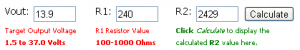 Vout: 13.9 R1: 240 R2: 2429 Calculate
Target Output Voltage R1 Resistor Value Click Calculate to display the
1.5 to 37.0 Volts 100-1000 Ohms calculated R2 value here.